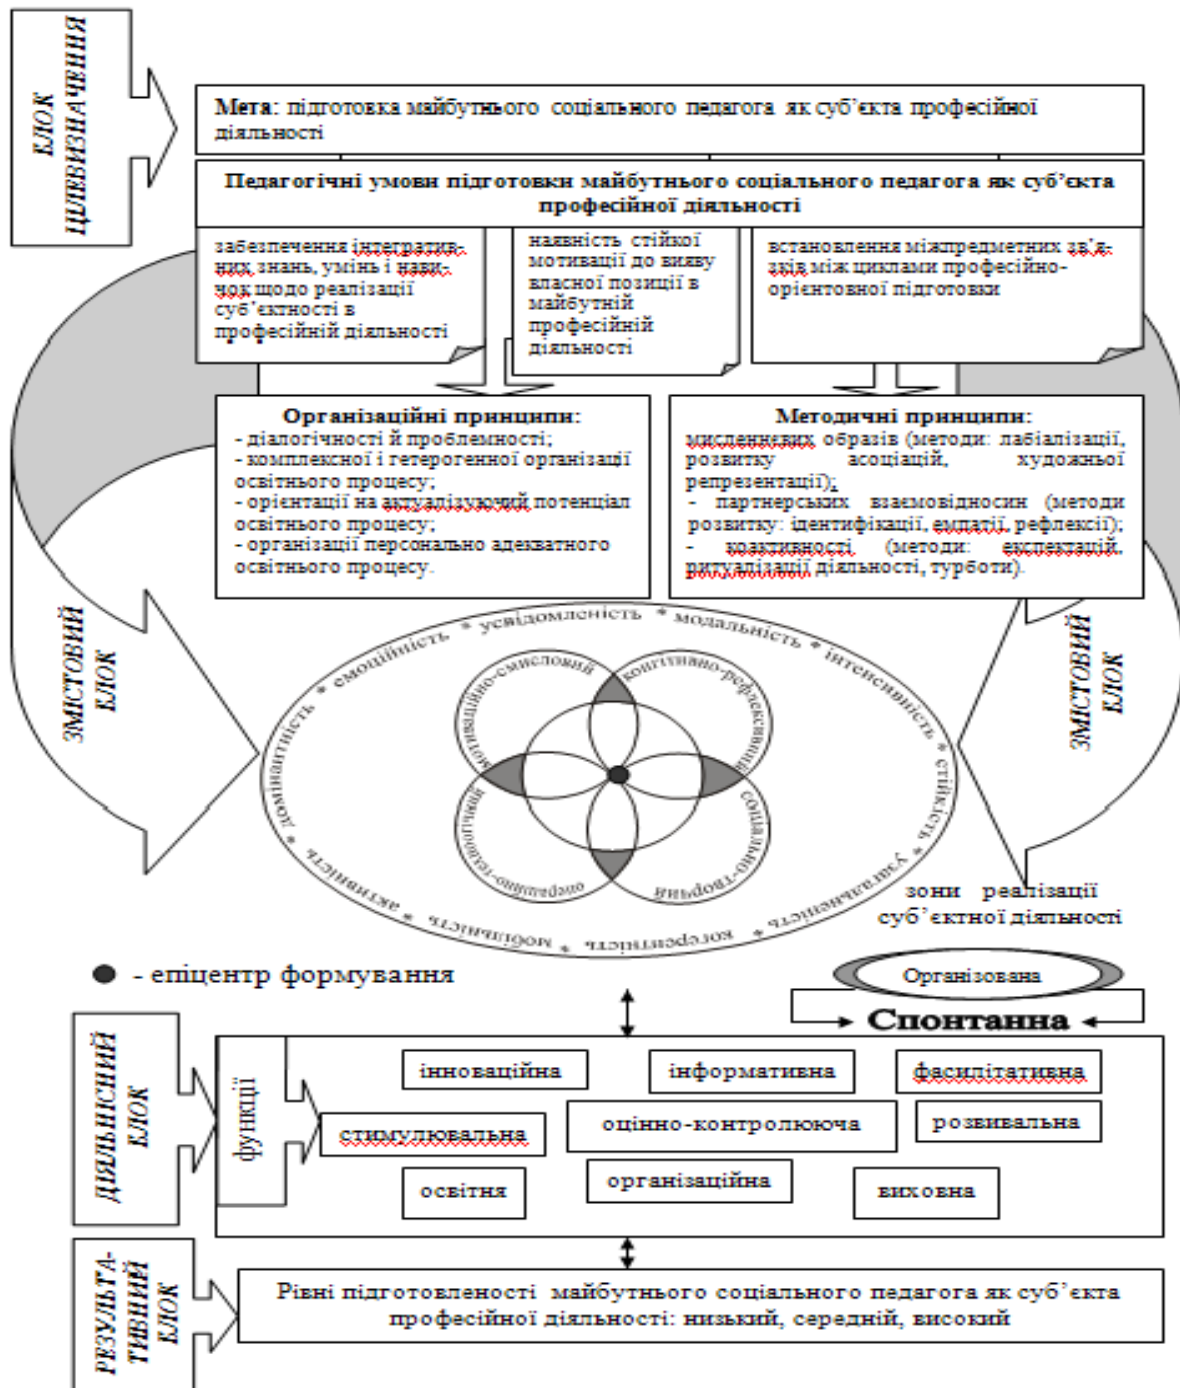 БЛОК
ЦІЛЕВИЗНАЧЕННЯ
Мета: підготовка майбутнього соціального педагога як суб’єкта професійної
діяльності
Педагогічні умови підготовки майбутнього соціального педагога як суб’єкта
професійної діяльності
забезпечення інтегратив-
них знань, умінь і нави-
чок щодо реалізації
суб’єктності в
професійній діяльності
наявність стійкої
мотивації до вияву
власної позиції в
майбутній
професійній
діяльності
встановлення міжпредметних зв’я-
зків між циклами професійно-
орієнтовної підготовки
Організаційні принципи:
- діалогічності й проблемності;
- комплексної і гетерогенної організації
освітнього процесу;
- орієнтації на актуалізуючий потенціал
освітнього процесу;
- організації персонально адекватного
освітнього процесу.
Методичні принципи:
мисленнєвих образів (методи: лабіалізації,
розвитку асоціацій, художньої
репрезентації);
- партнерських взаємовідносин (методи
розвитку: ідентифікації, емпатії, рефлексії);
- коактивності (методи: експектацій,
ритуалізації діяльності, турботи).
ЗМІСТОВИЙ
БЛОК
ЗМІСТОВИЙ
БЛОК
* домінантність * емоційність * усвідомленість * модальність * інтенсивність * стійкість * узагальненість * когерентність * мобільність * активність
мотиваційно-смисловий
когнітивно-рефлексивний
операційно-технологічний
соціально-творчий
зони реалізації
суб’єктної діяльності
- епіцентр формування
Організована
Спонтанна
ДІЯЛЬНІСНИЙ
БЛОК
функції
інноваційна
інформативна
фасилітативна
стимулювальна
оцінно-контролююча
розвивальна
освітня
організаційна
виховна
РЕЗУЛЬТА-
ТИВНИЙ
БЛОК
Рівні підготовленості майбутнього соціального педагога як суб’єкта
професійної діяльності: низький, середній, високий